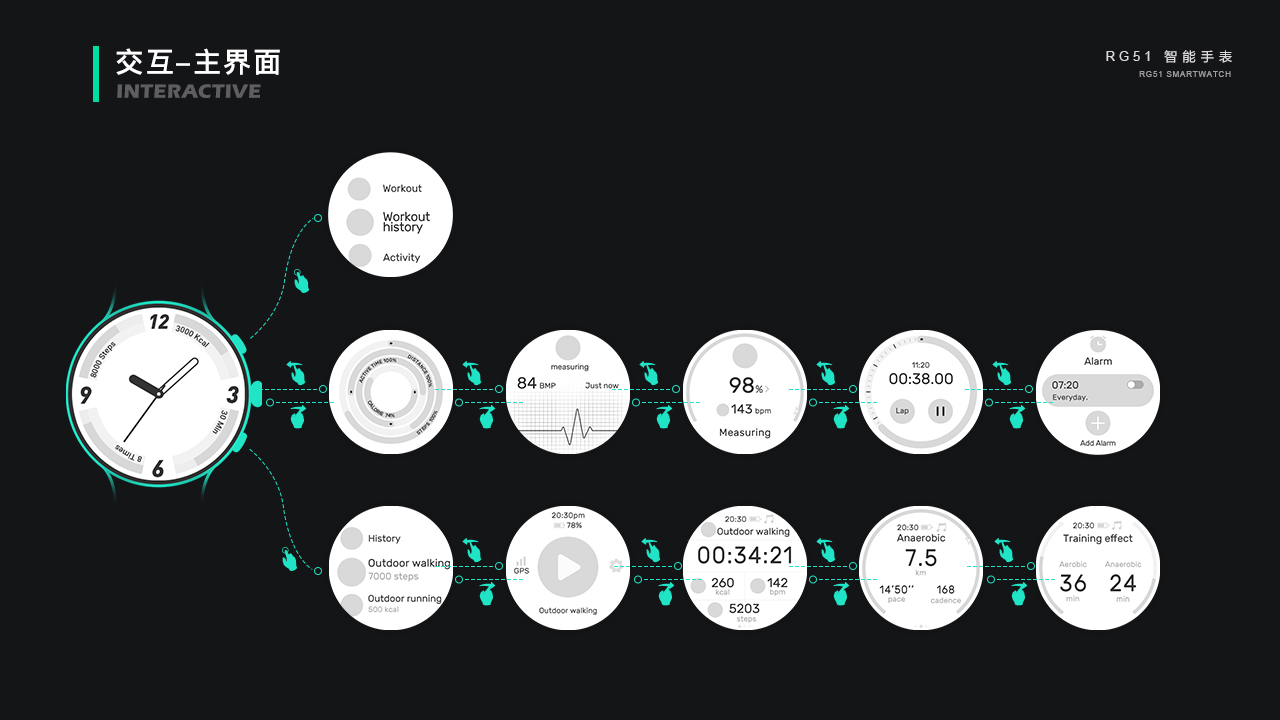 交互–主界面
INTERACTIVE
RG51 智能手表
RG51 SMARTWATCH
Workout
Workout
history
Activity
12
3000 Kcal
3
30 Min
6
8 Times
9
8000 Steps
ACTIVE TIME 100%
DISTANCE 100%
CALORIE 74%
STEPS 100%
measuring
84 BMP
Just now
98%
143 bpm
Measuring
11:20
00:38.00
Lap
Alarm
07:20
Everyday.
Add Alarm
History
Outdoor walking
7000 steps
Outdoor running
500 kcal
20:30pm
78%
GPS
Outdoor walking
20:30
Outdoor walking
00:34:21
260
kcal
142
bpm
5203
steps
20:30
Anaerobic
7.5
km
14'50''
pace
168
cadence
20:30
Training effect
Aerobic
Anaerobic
36
min
24
min